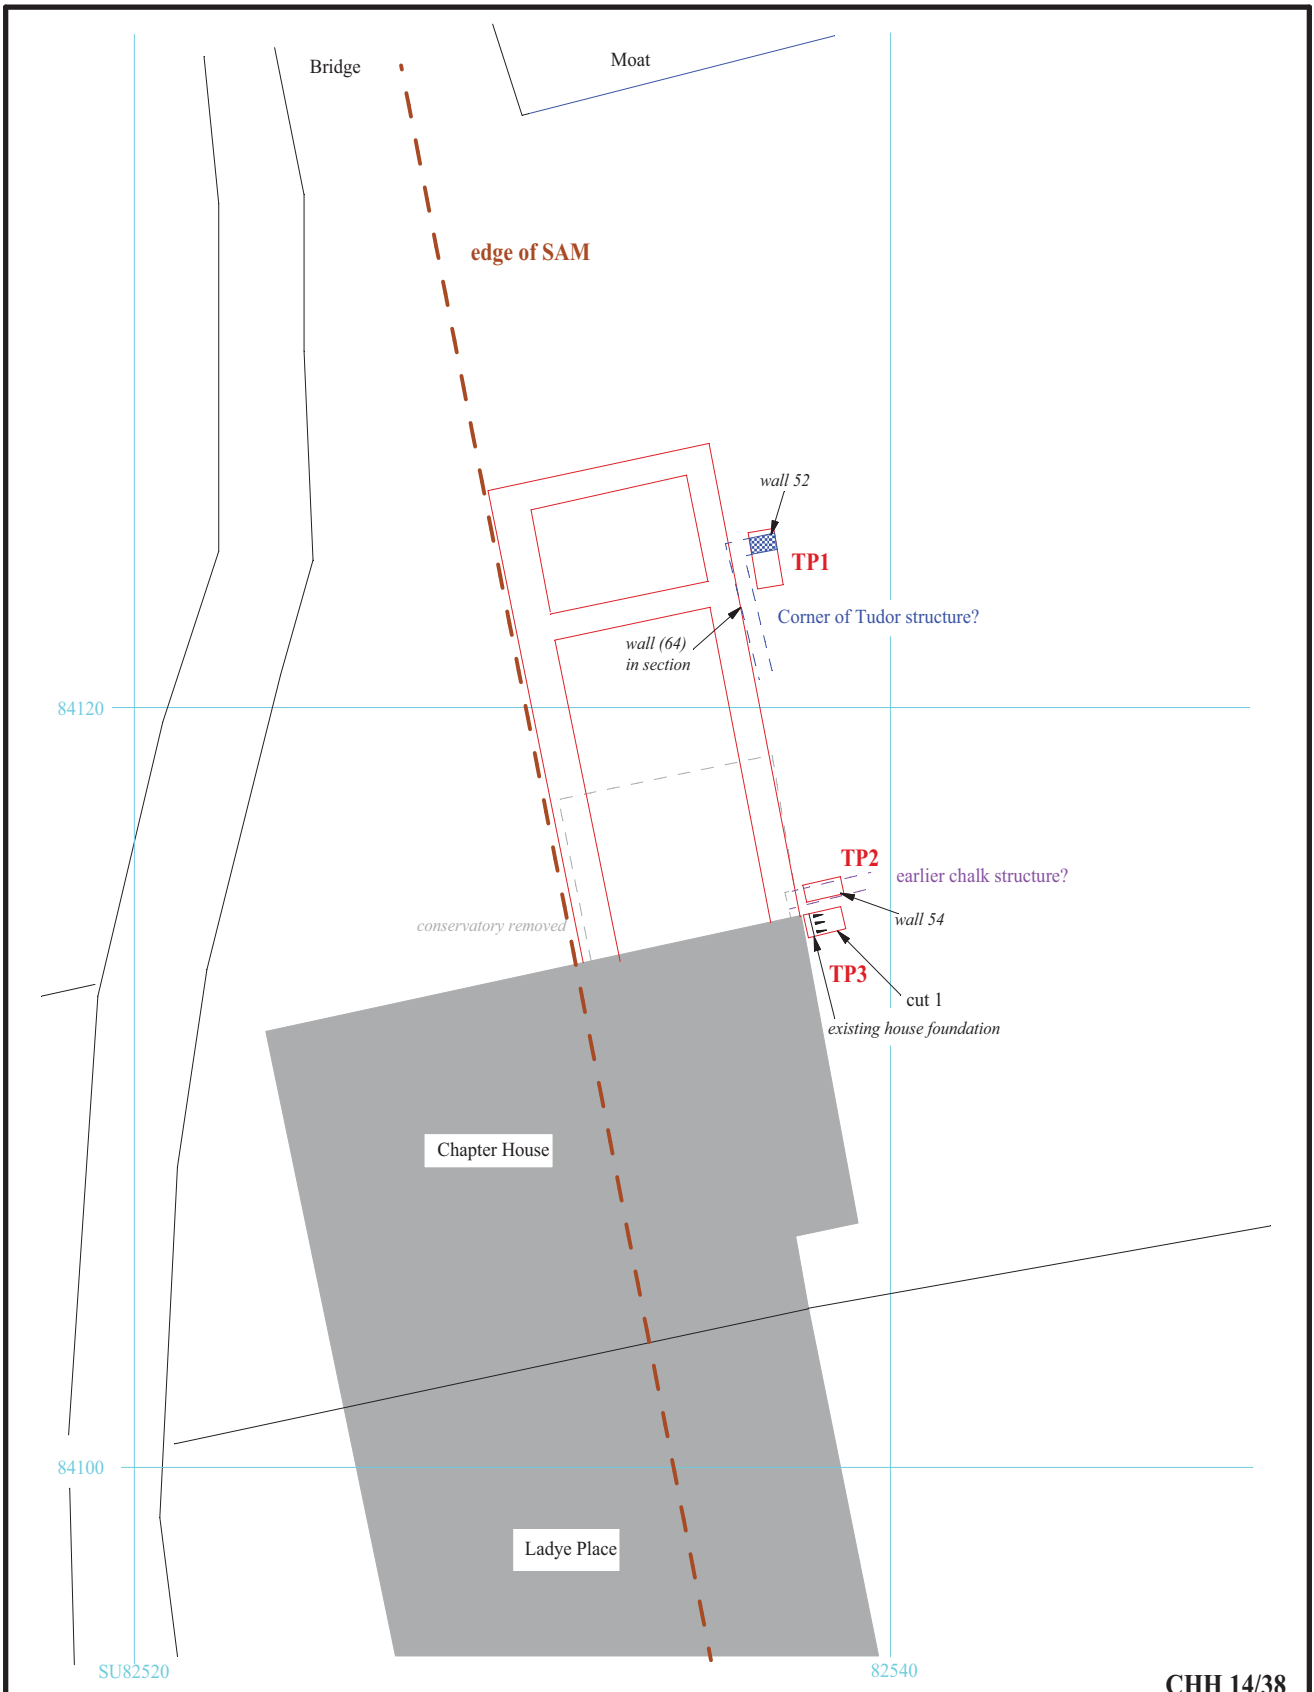 Bridge
Moat
edge of SAM
wall 52
TP1
Corner of Tudor structure?
wall (64)
in section
84120
TP2
earlier chalk structure?
wall 54
conservatory removed
TP3
cut 1
existing house foundation
Chapter House
84100
Ladye Place
SU82520
82540
CHH 14/38